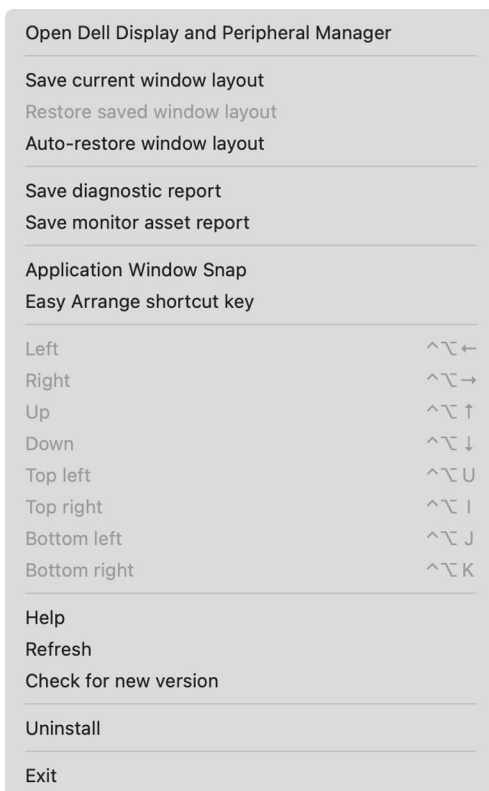 Open Dell Display and Peripheral Manager
Save current window layout
Restore saved window layout
Auto-restore window layout
Save diagnostic report
Save monitor asset report
Application Window Snap
Easy Arrange shortcut key
Left ^⌥←
Right ^⌥→
Up ^⌥↑
Down ^⌥↓
Top left ^⌥U
Top right ^⌥I
Bottom left ^⌥J
Bottom right ^⌥K
Help
Refresh
Check for new version
Uninstall
Exit